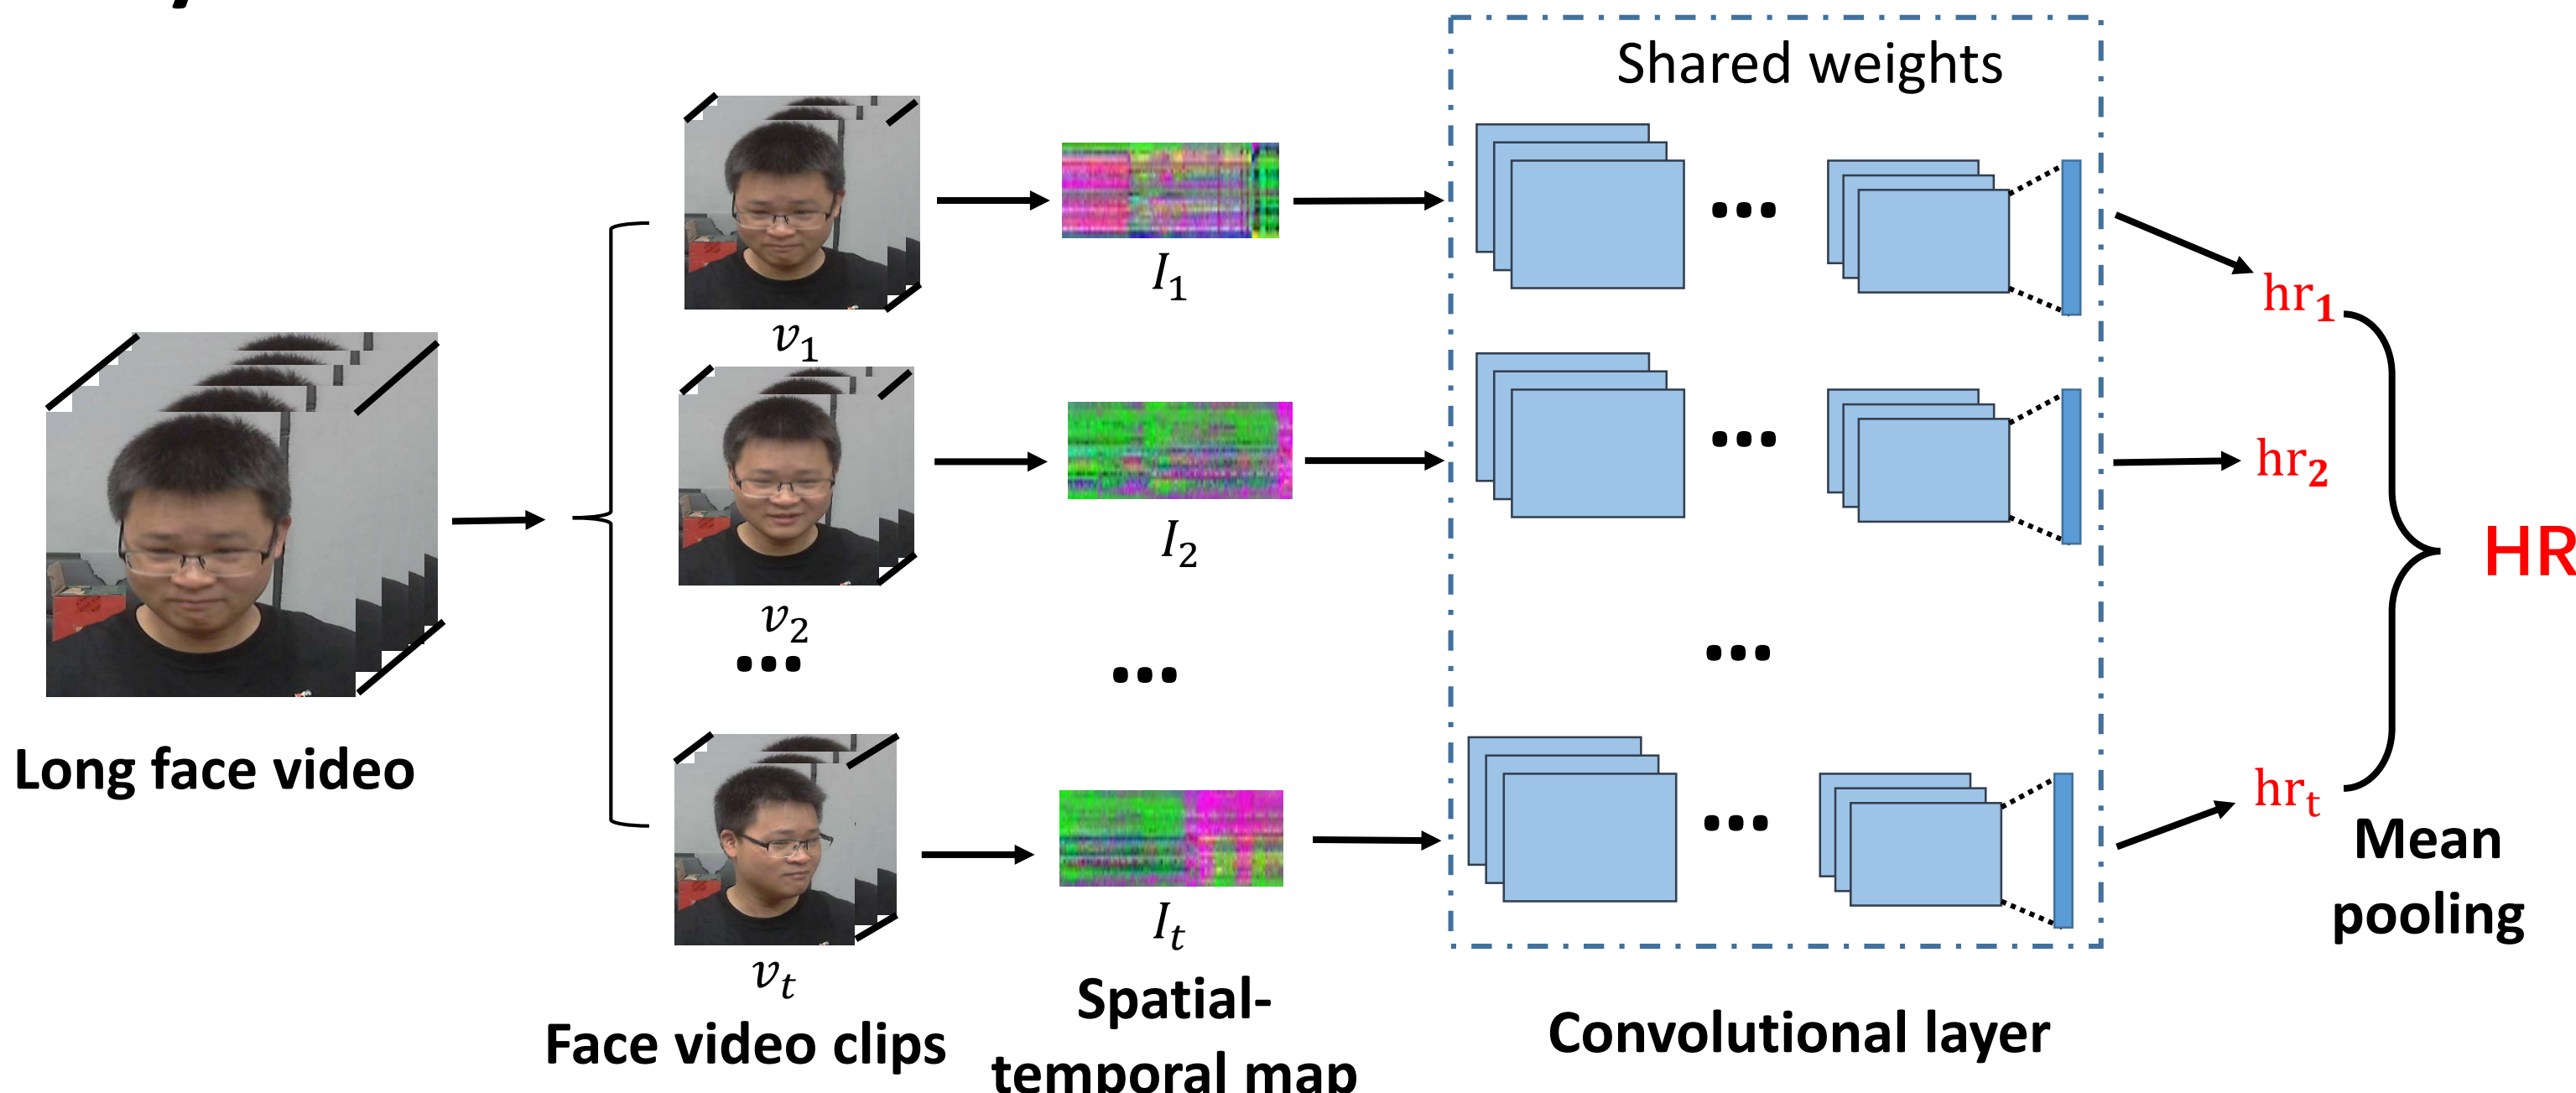 Shared weights
I1
v1
hr1
I2
hr2
v2
...
...
...
HR
Long face video
It
hrt
Mean
pooling
vt
Spatial-
temporal map
Face video clips
Convolutional layer